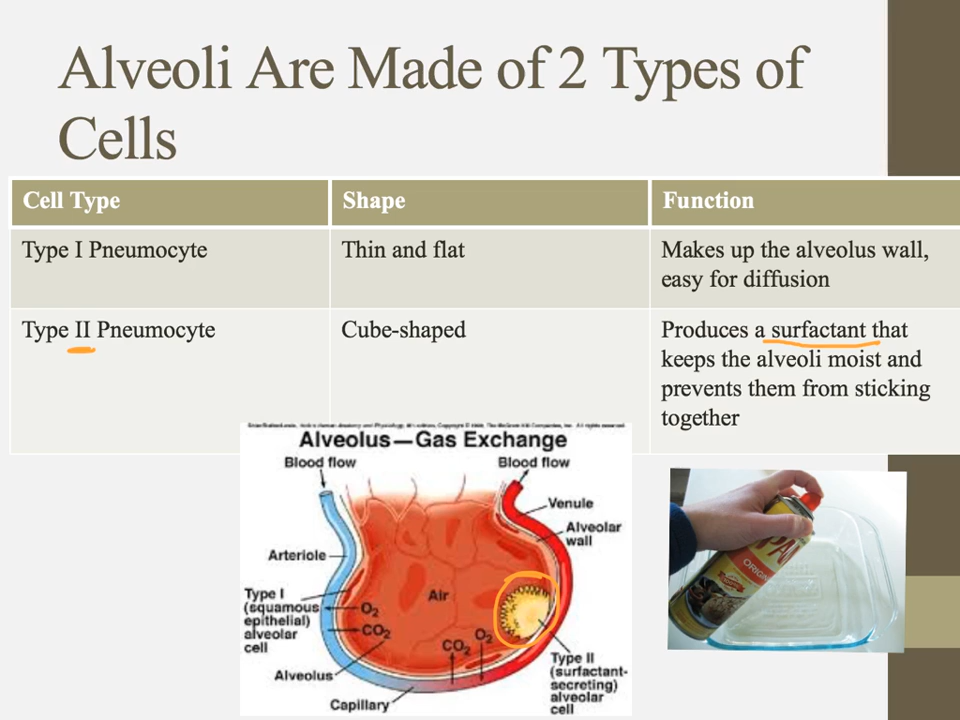 Alveoli Are Made of 2 Types of
Cells
Cell Type
Shape
Function
Type I Pneumocyte
Thin and flat
Makes up the alveolus wall,
easy for diffusion
Type II Pneumocyte
Cube-shaped
Produces a surfactant that
keeps the alveoli moist and
prevents them from sticking
together
Alveolus—Gas Exchange
Blood flow
Blood flow
Venule
Alveolar
wall
Arteriole
Air
Type I
(squamous
epithelial)
alveolar
cell
O2
CO2
CO2
O2
Alveolus
Capillary
Type II
(surfactant-
secreting)
alveolar
cell
PAM
ORIGIN